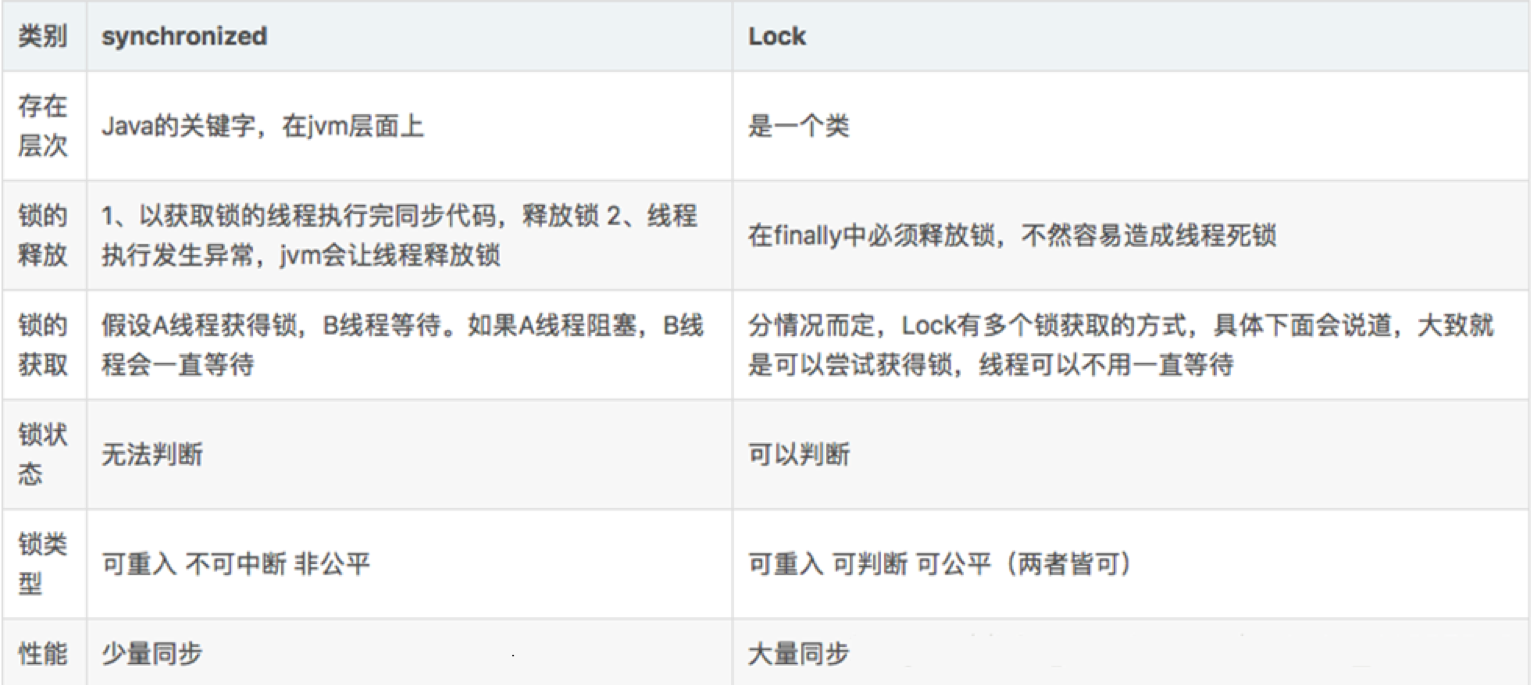 类别 synchronized Lock
存在
层次
Java的关键字，在jvm层面上
是一个类
锁的
释放
1、以获取锁的线程执行完同步代码，释放锁 2、线程
执行发生异常，jvm会让线程释放锁
在finally中必须释放锁，不然容易造成线程死锁
锁的
获取
假设A线程获得锁，B线程等待。如果A线程阻塞，B线
程会一直等待
分情况而定，Lock有多个锁获取的方式，具体下面会说道，大致就
是可以尝试获得锁，线程可以不用一直等待
锁状
态
无法判断
可以判断
锁类
型
可重入 不可中断 非公平
可重入 可判断 可公平（两者皆可）
性能 少量同步 大量同步